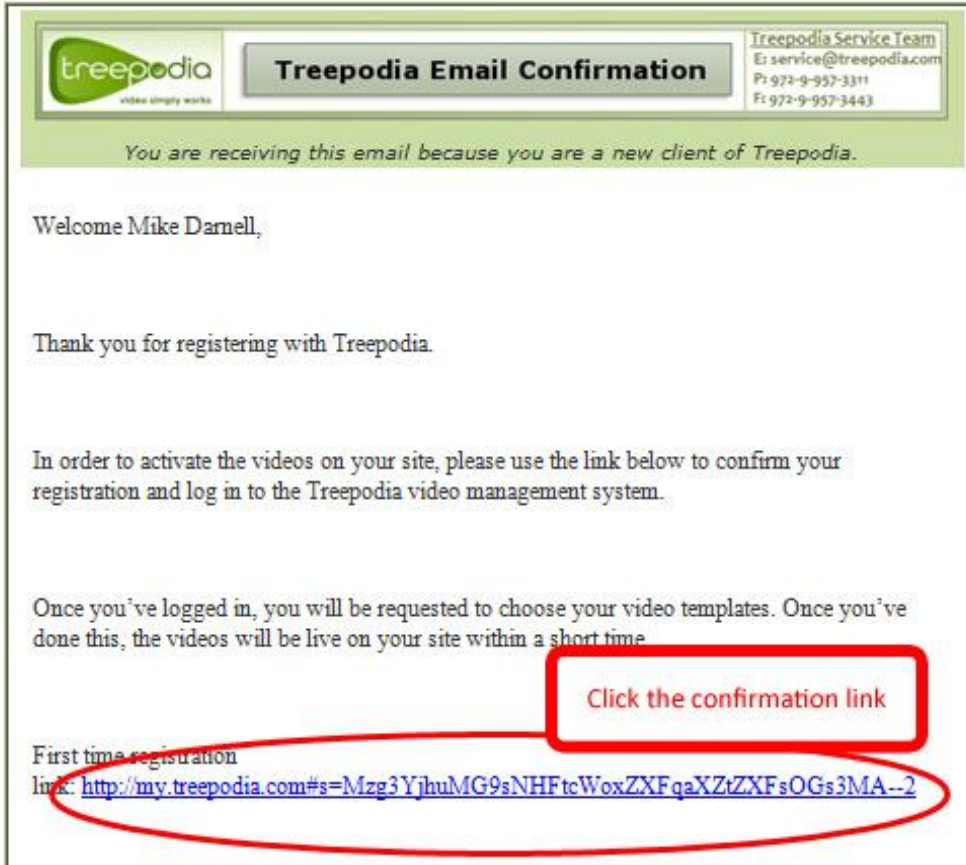 treepodia
video simply works
Treepodia Email Confirmation
Treepodia Service Team
E: service@treepodia.com
P: 972-9-957-3311
F: 972-9-957-3443
You are receiving this email because you are a new client of Treepodia.
Welcome Mike Darnell,
Thank you for registering with Treepodia.
In order to activate the videos on your site, please use the link below to confirm your
registration and log in to the Treepodia video management system.
Once you’ve logged in, you will be requested to choose your video templates. Once you’ve
done this, the videos will be live on your site within a short time
Click the confirmation link
First time registration
link: http://my.treepodia.com#s=Mzg3YjhuMG9sNHFtcWoxZXFqaXZtZXFsOGs3MA--2